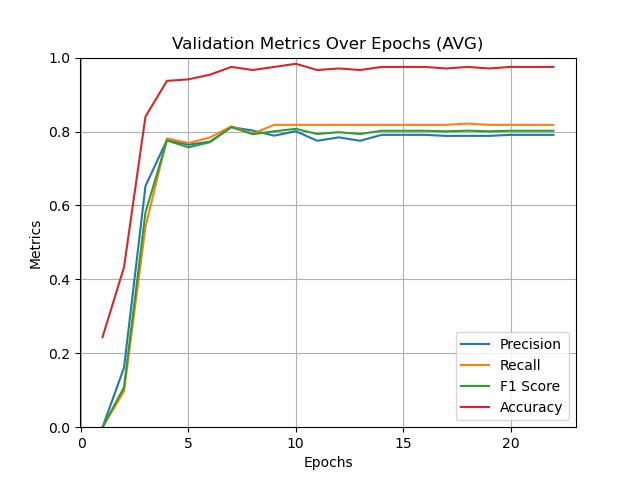 Validation Metrics Over Epochs (AVG)
1.0
0.8
0.6
0.4
0.2
0.0
Metrics
0
5
10
15
20
Epochs
Precision
Recall
F1 Score
Accuracy